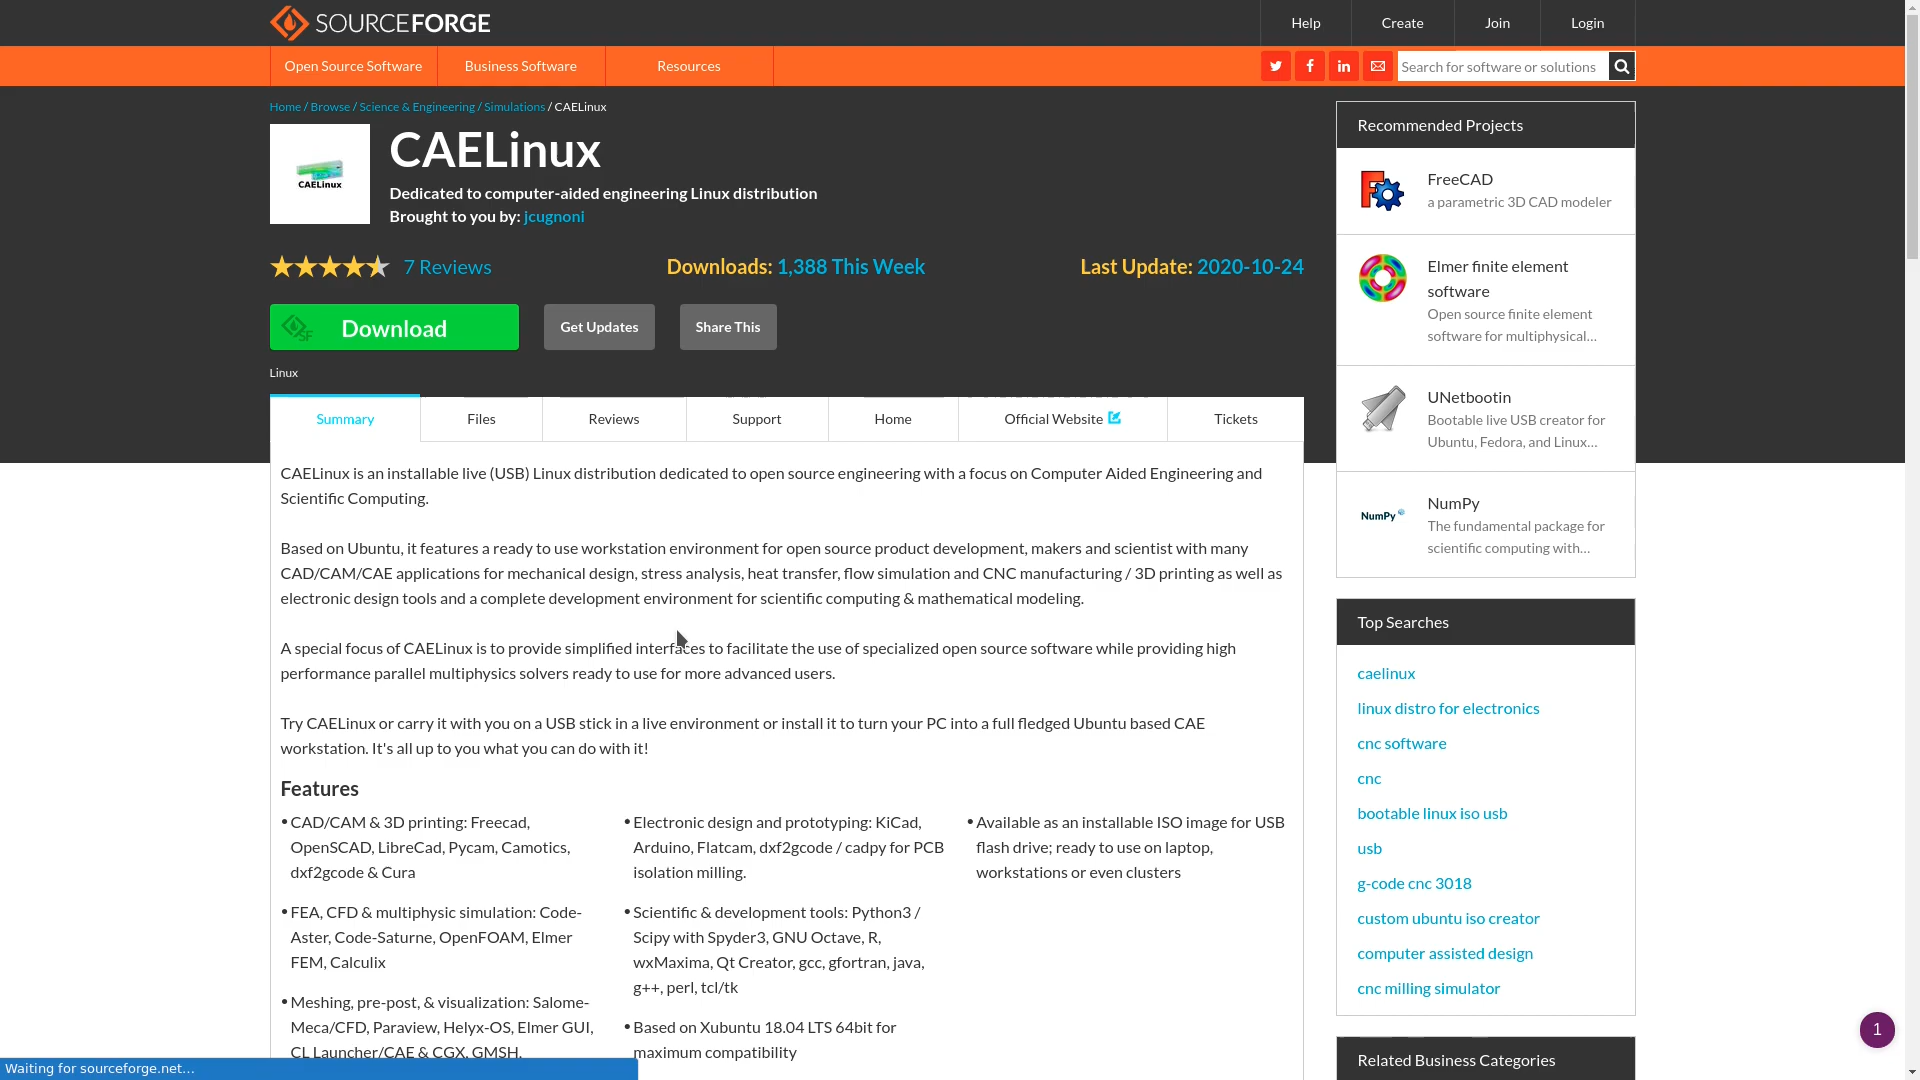 SOURCEFORGE
Help
Create
Join
Login
Open Source Software
Business Software
Resources
Search for software or solutions
Home / Browse / Science & Engineering / Simulations / CAELinux
CAELinux
CAELinux
Dedicated to computer-aided engineering Linux distribution
Brought to you by: jcugnoni
7 Reviews
Downloads: 1,388 This Week
Last Update: 2020-10-24
Download
Get Updates
Share This
Linux
Summary
Files
Reviews
Support
Home
Official Website
Tickets
CAELinux is an installable live (USB) Linux distribution dedicated to open source engineering with a focus on Computer Aided Engineering and
Scientific Computing.
Based on Ubuntu, it features a ready to use workstation environment for open source product development, makers and scientist with many
CAD/CAM/CAE applications for mechanical design, stress analysis, heat transfer, flow simulation and CNC manufacturing / 3D printing as well as
electronic design tools and a complete development environment for scientific computing & mathematical modeling.
A special focus of CAELinux is to provide simplified interfaces to facilitate the use of specialized open source software while providing high
performance parallel multiphysics solvers ready to use for more advanced users.
Try CAELinux or carry it with you on a USB stick in a live environment or install it to turn your PC into a full fledged Ubuntu based CAE
workstation. It's all up to you what you can do with it!
Features
• CAD/CAM & 3D printing: Freecad,
OpenSCAD, LibreCad, Pycam, Camotics,
dxf2gcode & Cura
• FEA, CFD & multiphysic simulation: Code-
Aster, Code-Saturne, OpenFOAM, Elmer
FEM, Calculix
• Meshing, pre-post, & visualization: Salome-
Meca/CFD, Paraview, Helyx-OS, Elmer GUI,
CL Launcher/CAE & CGX, GMSH,
• Electronic design and prototyping: KiCad,
Arduino, Flatcam, dxf2gcode / cadpy for PCB
isolation milling.
• Scientific & development tools: Python3 /
Scipy with Spyder3, GNU Octave, R,
wxMaxima, Qt Creator, gcc, gfortran, java,
g++, perl, tcl/tk
• Based on Xubuntu 18.04 LTS 64bit for
maximum compatibility
• Available as an installable ISO image for USB
flash drive; ready to use on laptop,
workstations or even clusters
Recommended Projects
FreeCAD
a parametric 3D CAD modeler
Elmer finite element
software
Open source finite element
software for multiphysical...
UNetbootin
Bootable live USB creator for
Ubuntu, Fedora, and Linux...
NumPy
NumPy
The fundamental package for
scientific computing with...
Top Searches
caelinux
linux distro for electronics
cnc software
cnc
bootable linux iso usb
usb
g-code cnc 3018
custom ubuntu iso creator
computer assisted design
cnc milling simulator
Related Business Categories
1
Waiting for sourceforge.net...